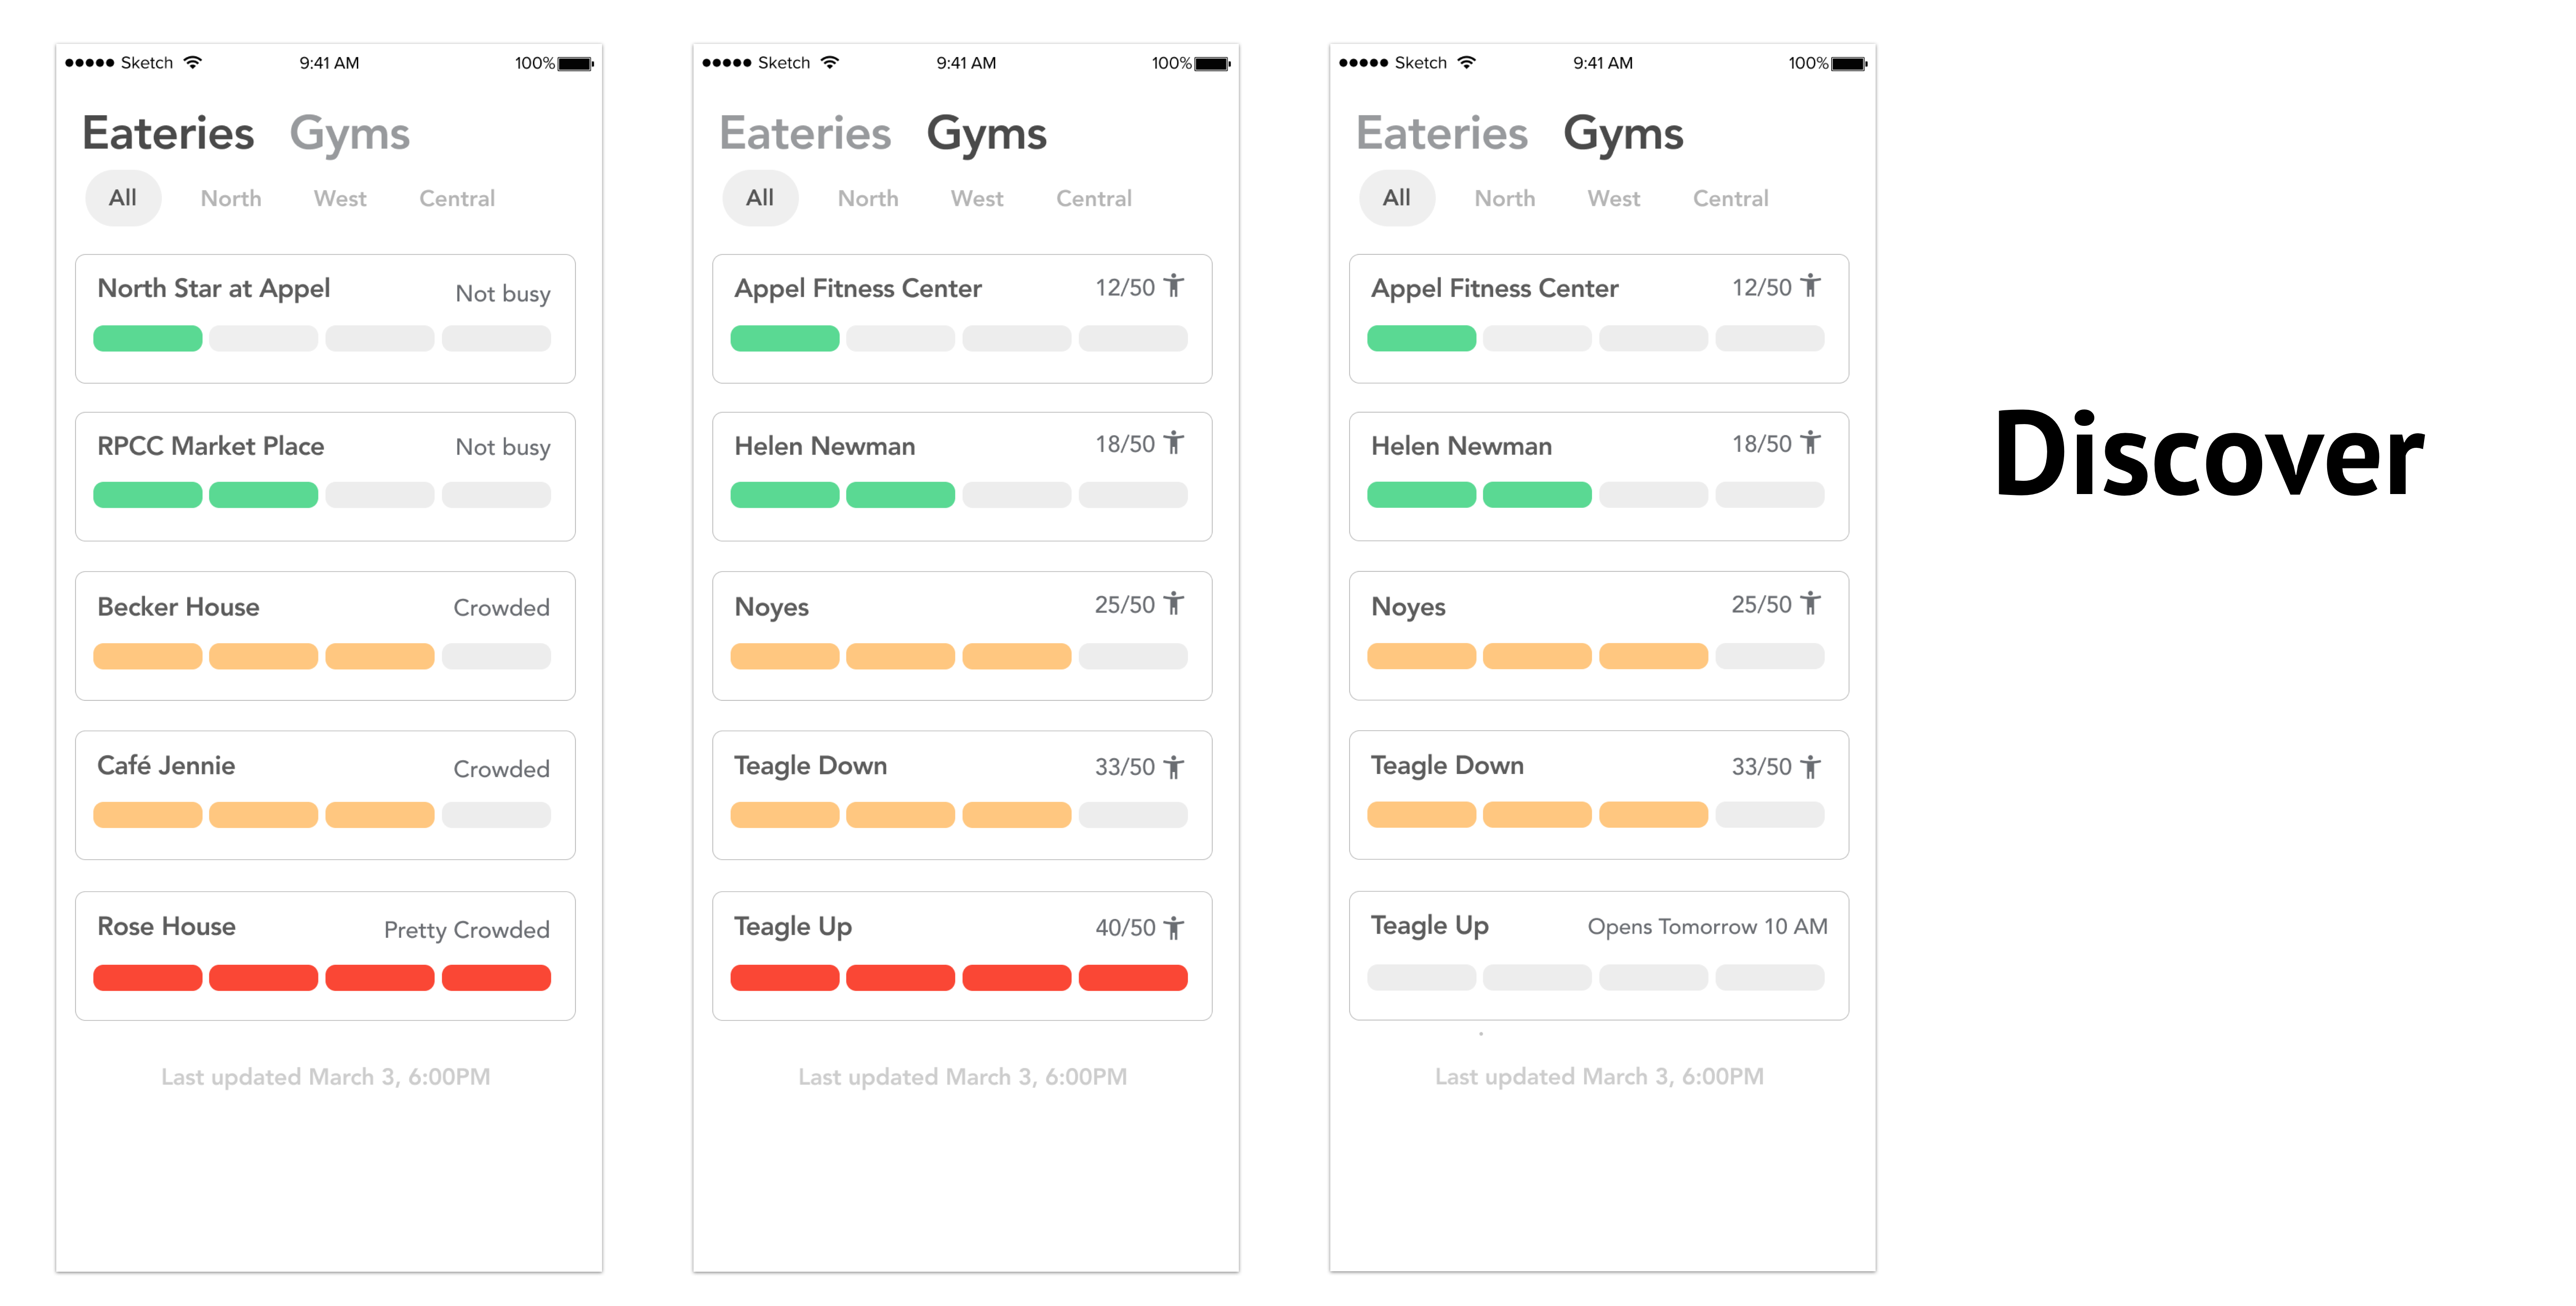 Sketch 9:41 AM 100%
Eateries Gyms
All North West Central
North Star at Appel Not busy
RPCC Market Place Not busy
Becker House Crowded
Café Jennie Crowded
Rose House Pretty Crowded
Last updated March 3, 6:00PM
Sketch 9:41 AM 100%
Eateries Gyms
All North West Central
Appel Fitness Center 12/50
Helen Newman 18/50
Noyes 25/50
Teagle Down 33/50
Teagle Up 40/50
Last updated March 3, 6:00PM
Sketch 9:41 AM 100%
Eateries Gyms
All North West Central
Appel Fitness Center 12/50
Helen Newman 18/50
Noyes 25/50
Teagle Down 33/50
Teagle Up Opens Tomorrow 10 AM
Last updated March 3, 6:00PM
Discover